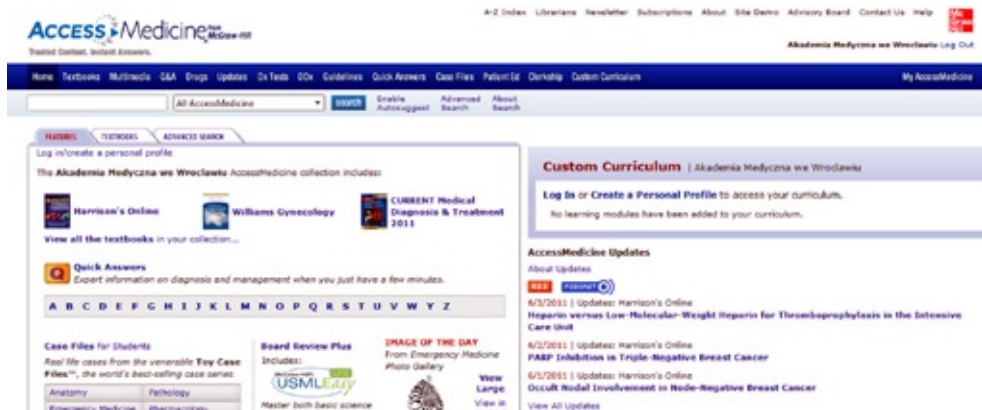 A-Z Index Librarians Newsletter Subscriptions About Site Demo Advisory Board Contact Us Help
ACCESS Medicine from McGraw-Hill
Trusted Content. Instant Answers.
Akademia Medyczna we Wroclawiu Log Out
Home Textbooks Multimedia Q&A Drugs Updates Dx Tests DDx Guidelines Quick Answers Case Files Patient Ed Clerkship Custom Curriculum My AccessMedicine
All AccessMedicine search Enable Autosuggest Advanced Search About Search
FEATURES TEXTBOOKS ADVANCED SEARCH
Log in/create a personal profile
The Akademia Medyczna we Wroclawiu AccessMedicine collection includes:
Harrison's Online
Williams Gynecology
CURRENT Medical
Diagnosis & Treatment
2011
View all the textbooks in your collection...
Quick Answers
Expert information on diagnosis and management when you just have a few minutes.
A B C D E F G H I J K L M N O P Q R S T U V W Y Z
Case Files for Students
Real life cases from the venerable Toy Case
Files™, the world's best-selling case series
Anatomy Pathology
Emergency Medicine Pharmacology
Board Review Plus
Includes:
USMLEasy
Master both basic science
IMAGE OF THE DAY
From Emergency Medicine
Photo Gallery
View
Large
View in
Custom Curriculum | Akademia Medyczna we Wroclawiu
Log In or Create a Personal Profile to access your curriculum.
No learning modules have been added to your curriculum.
AccessMedicine Updates
About Updates
RSS PODCAST
6/3/2011 | Updates: Harrison's Online
Heparin versus Low-Molecular-Weight Heparin for Thromboprophylaxis in the Intensive
Care Unit
6/2/2011 | Updates: Harrison's Online
PARP Inhibition in Triple-Negative Breast Cancer
6/1/2011 | Updates: Harrison's Online
Occult Nodal Involvement in Node-Negative Breast Cancer
View All Updates